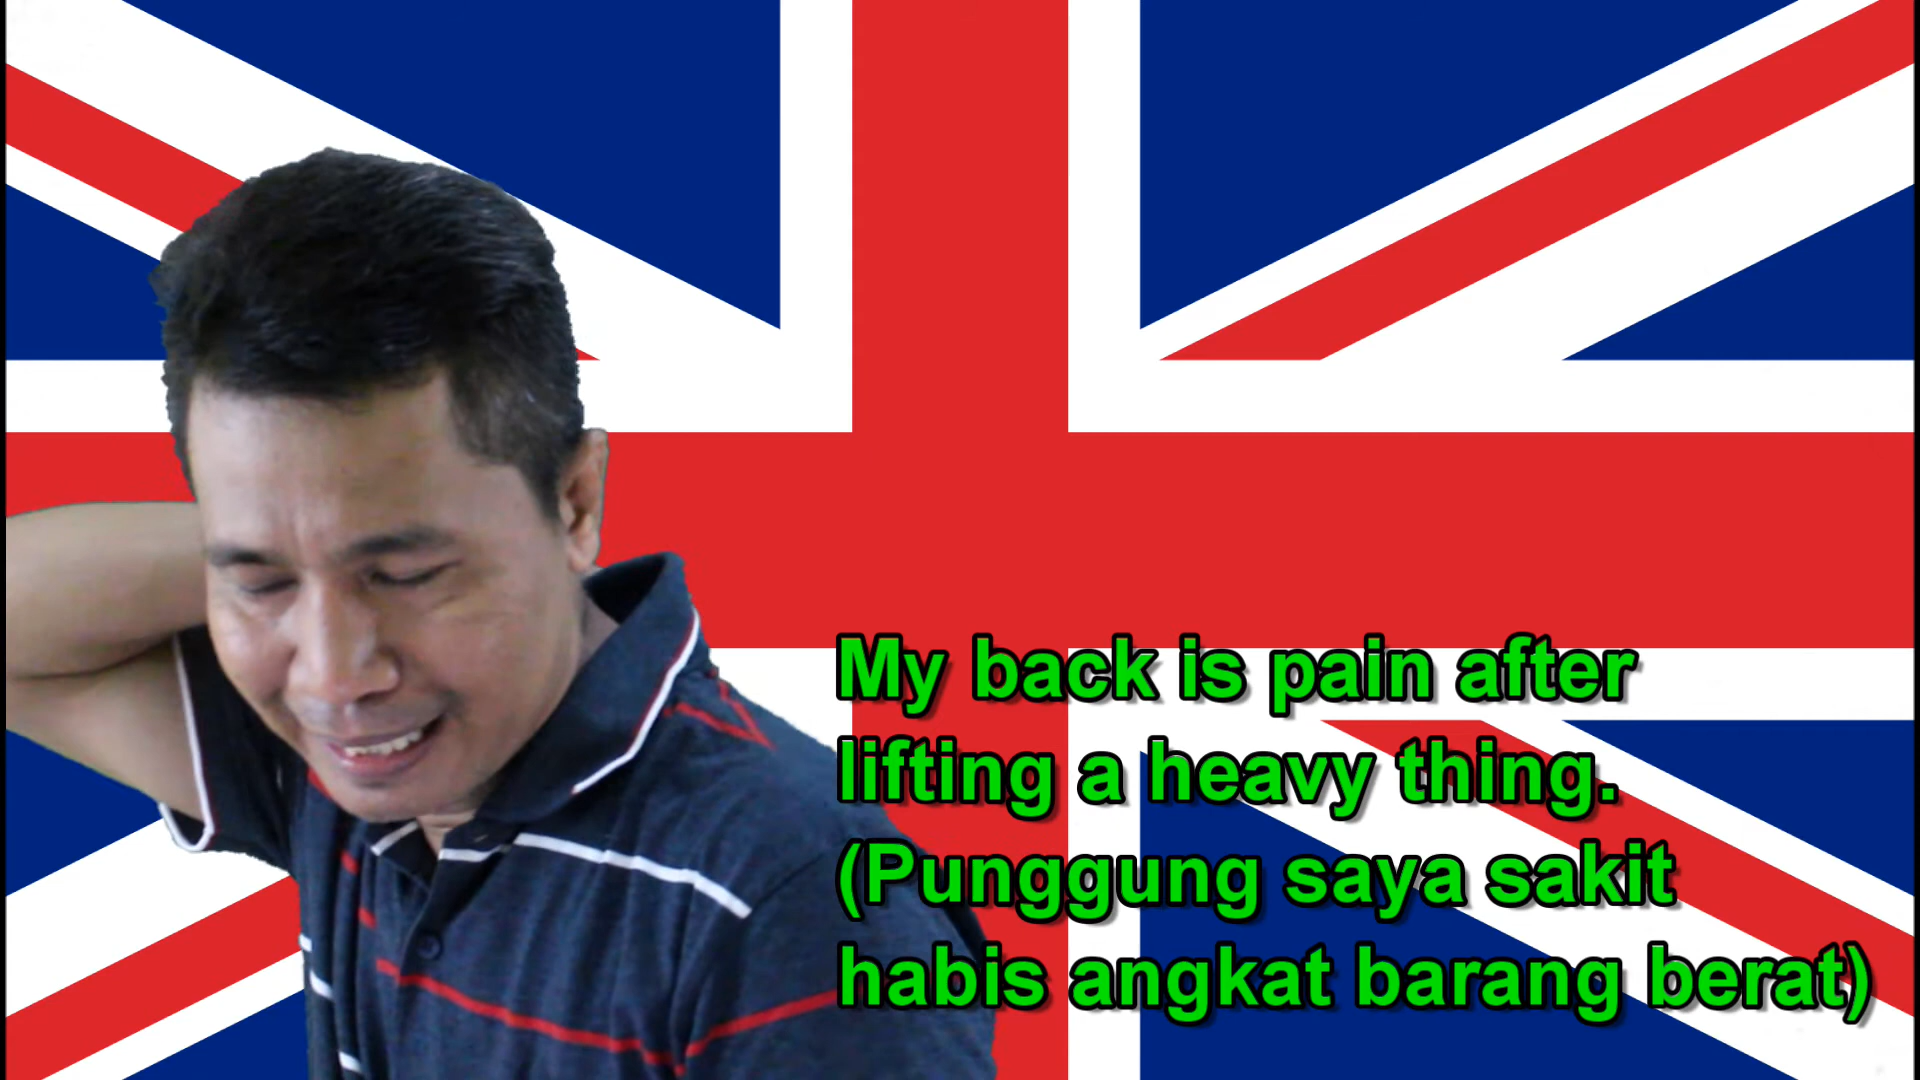 My back is pain after
lifting a heavy thing.
(Punggung saya sakit
habis angkat barang berat)